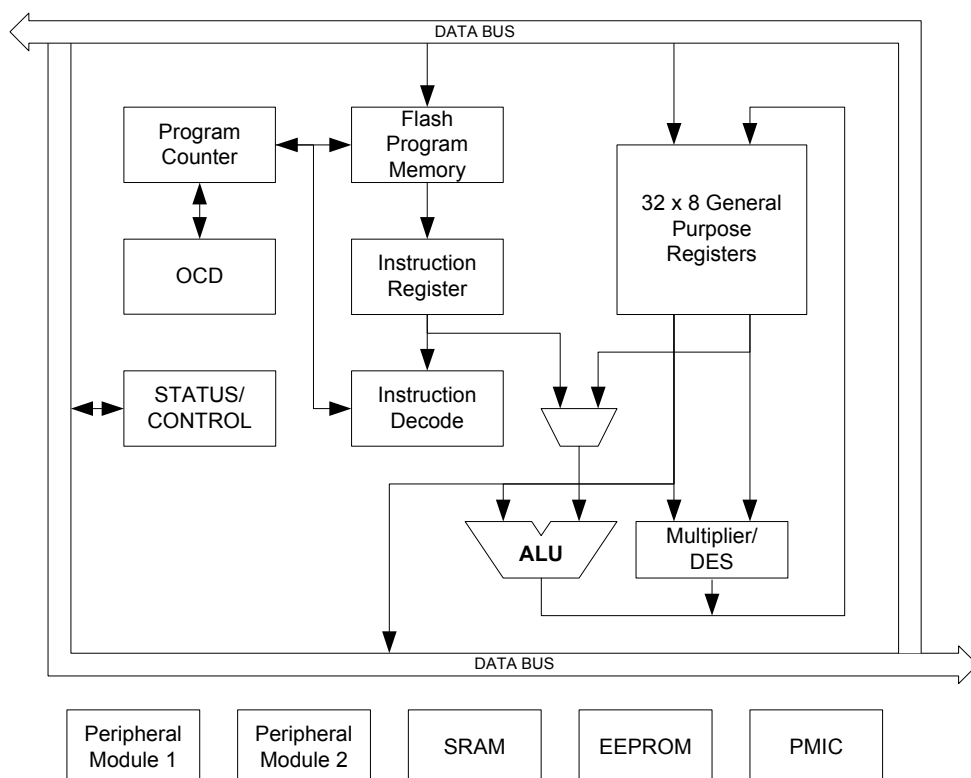 DATA BUS
Program
Counter
Flash
Program
Memory
32 x 8 General
Purpose
Registers
OCD
Instruction
Register
STATUS/
CONTROL
Instruction
Decode
ALU
Multiplier/
DES
DATA BUS
Peripheral
Module 1
Peripheral
Module 2
SRAM
EEPROM
PMIC